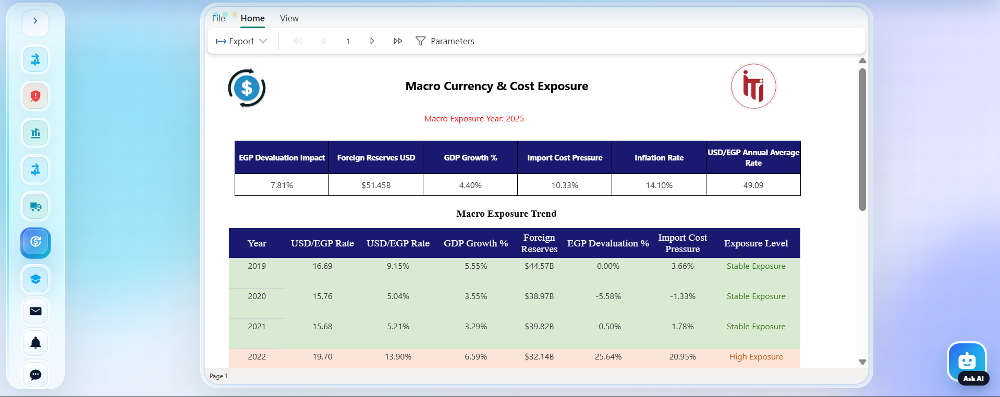 File Home View
Export 1 Parameters
$
Macro Currency & Cost Exposure
iTi
Macro Exposure Year: 2025
EGP Devaluation Impact Foreign Reserves USD GDP Growth % Import Cost Pressure Inflation Rate USD/EGP Annual Average Rate
7.81% $51.45B 4.40% 10.33% 14.10% 49.09
Macro Exposure Trend
Year USD/EGP Rate USD/EGP Rate GDP Growth % Foreign Reserves EGP Devaluation % Import Cost Pressure Exposure Level
2019 16.69 9.15% 5.55% $44.57B 0.00% 3.66% Stable Exposure
2020 15.76 5.04% 3.55% $38.97B -5.58% -1.33% Stable Exposure
2021 15.68 5.21% 3.29% $39.82B -0.50% 1.78% Stable Exposure
2022 19.70 13.90% 6.59% $32.14B 25.64% 20.95% High Exposure
Page 1
Ask AI